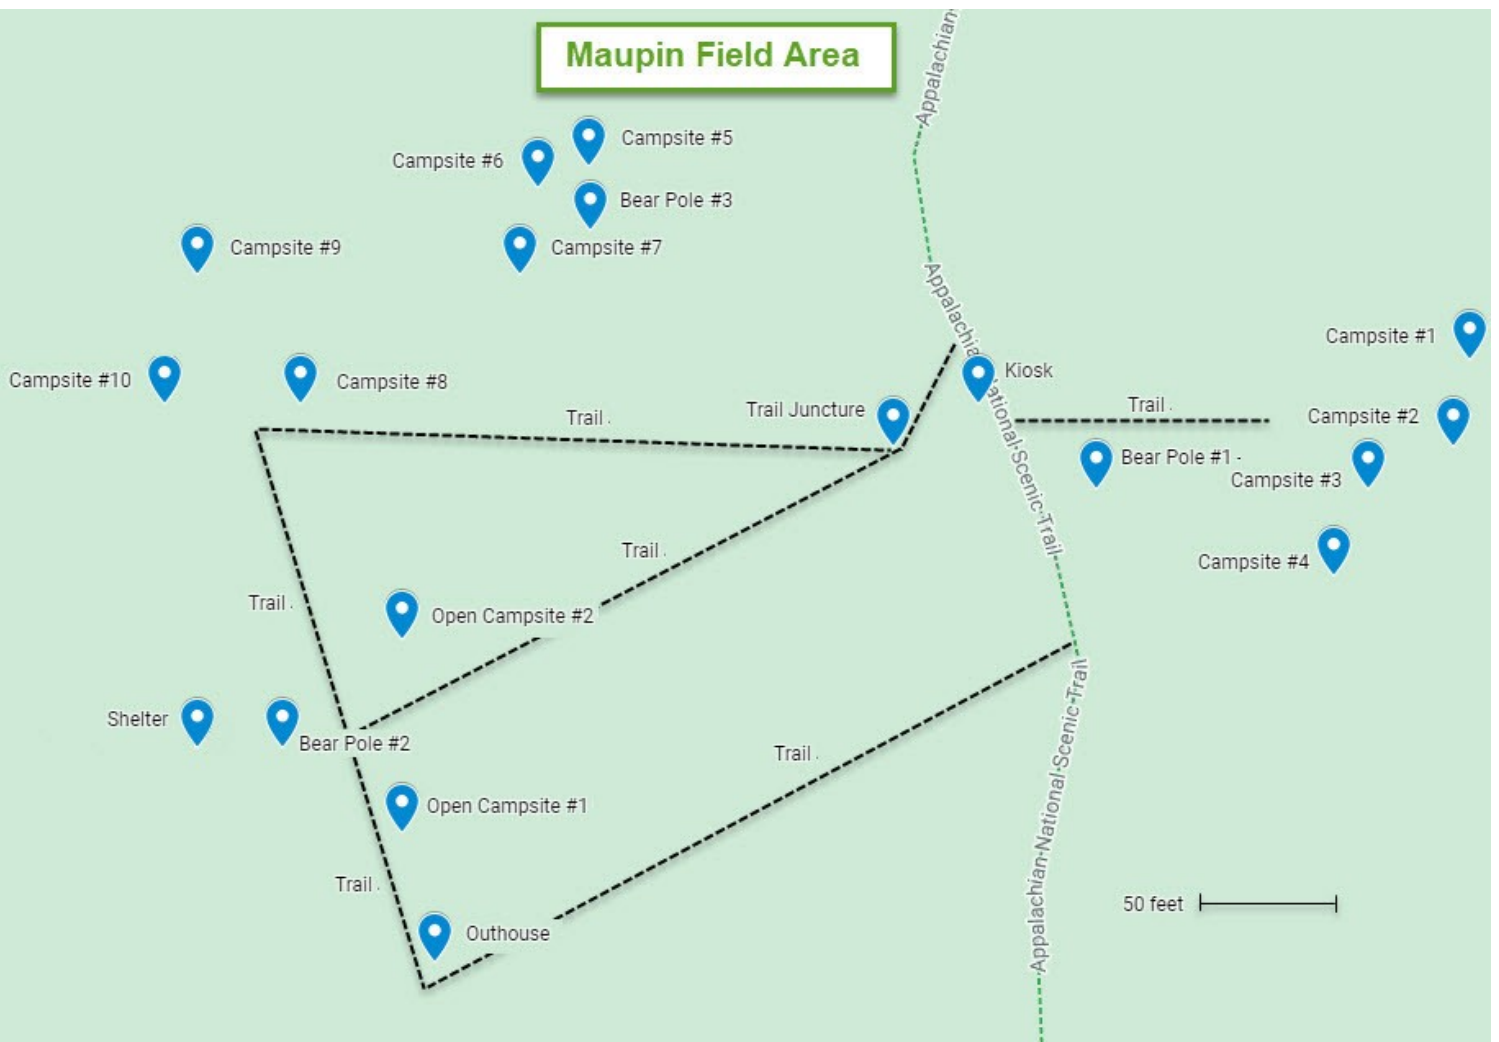 Maupin Field Area
Appalachian
Campsite #5
Campsite #6
Bear Pole #3
Campsite #9
Campsite #7
Appalachia
National-Scenic-Trail
Campsite #1
Kiosk
Campsite #10
Campsite #8
Trail
Trail Juncture
Trail
Campsite #2
Bear Pole #1
Campsite #3
Trail
Campsite #4
Trail
Open Campsite #2
Shelter
Bear Pole #2
Trail
Appalachian-National-Scenic-Trail
Open Campsite #1
Trail
50 feet
Outhouse